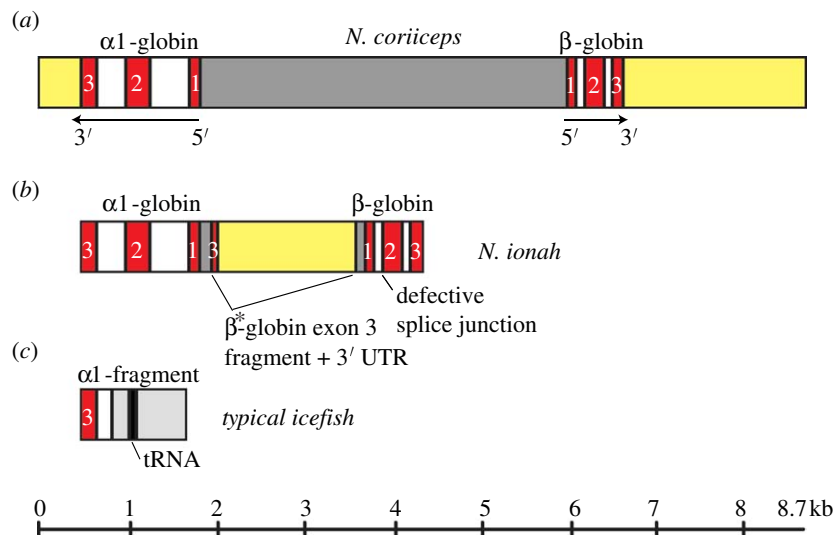 (a)
α1-globin N. coriiceps β-globin
3 2 1 1 2 3
3′ 5′ 5′ 3′
(b)
α1-globin β-globin
3 2 1 3 1 2 3 N. ionah
β*-globin exon 3
fragment + 3′ UTR
defective
splice junction
(c)
α1-fragment
3 typical icefish
tRNA
0 1 2 3 4 5 6 7 8 8.7 kb